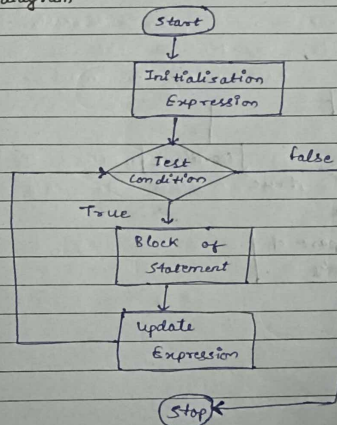 Start
Initialisation
Expression
Test
condition
false
True
Block of
Statement
update
Expression
Stop